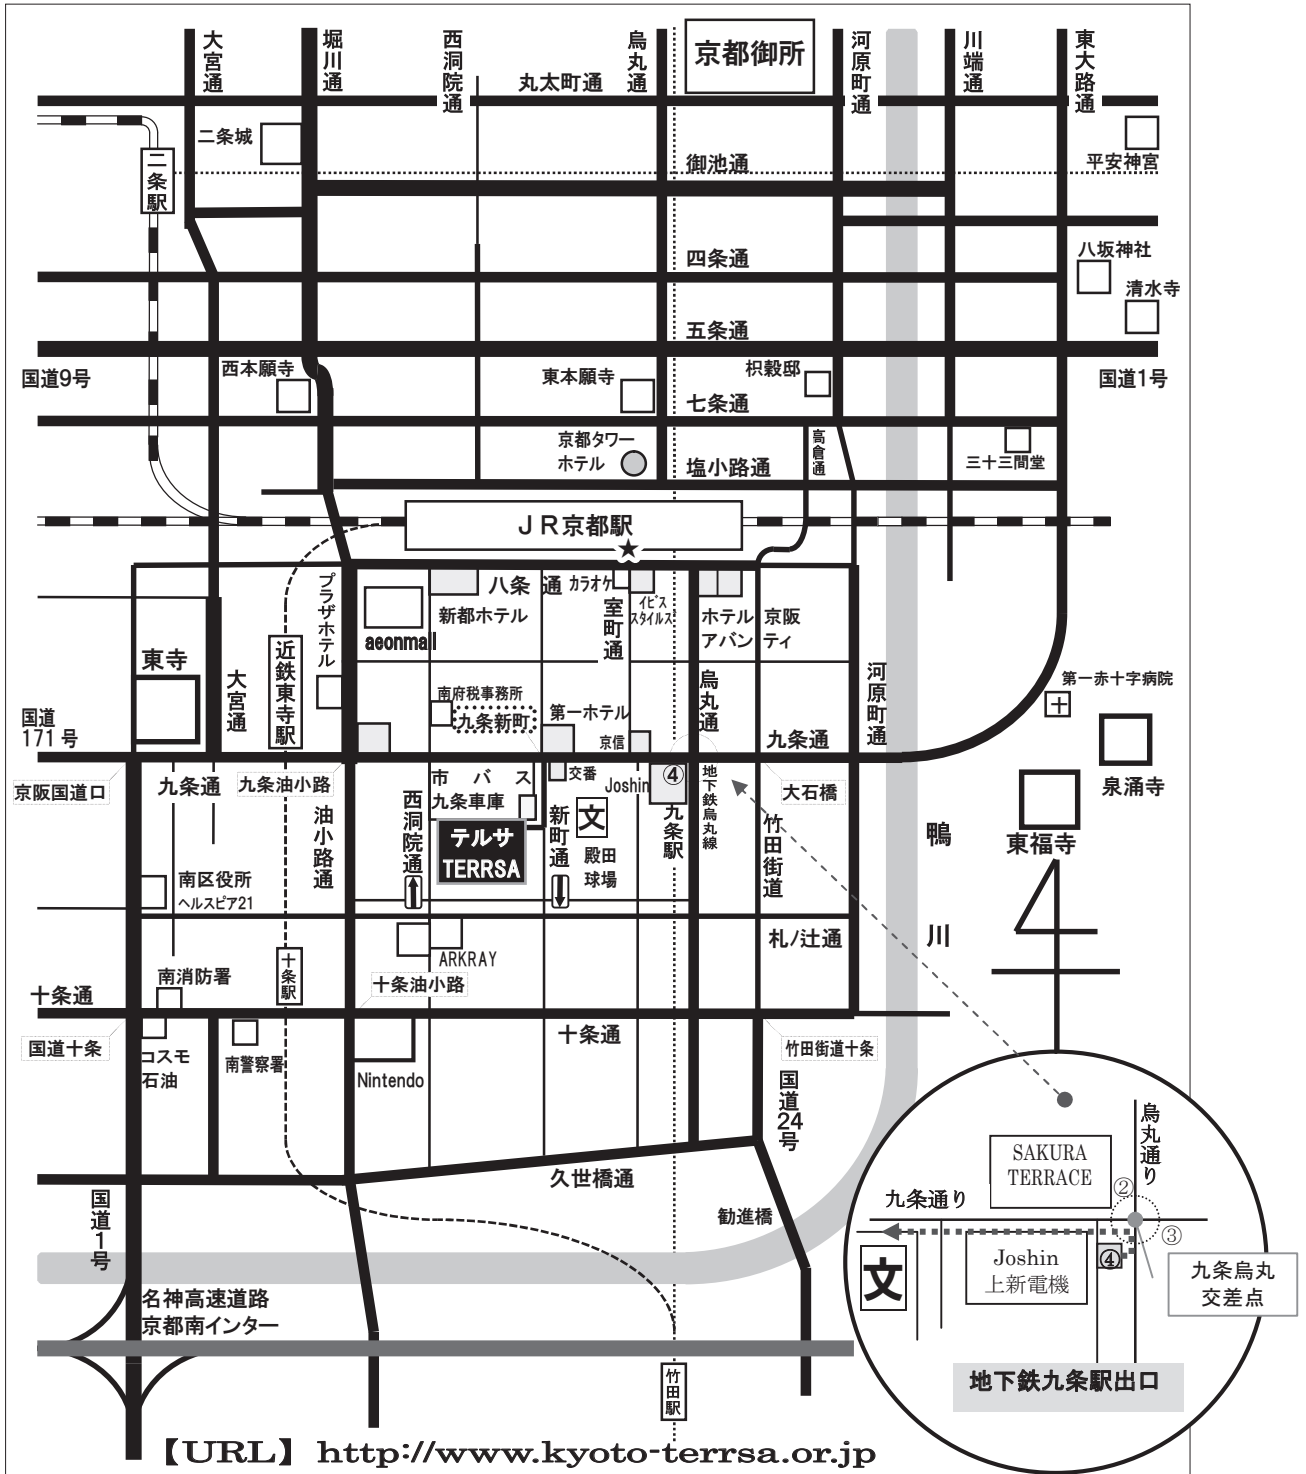 大宮通
堀川通
西洞院通
烏丸通
京都御所
河原町通
川端通
東大路通
丸太町通
二条城
二条駅
御池通
平安神宮
四条通
八坂神社
清水寺
五条通
国道9号
西本願寺
東本願寺
枳穀邸
国道1号
七条通
京都タワー
ホテル
塩小路通
高倉通
三十三間堂
JR京都駅
★
八条 通
カラオケ
プラザホテル
aeonmall
新都ホテル
室町通
イビス
スタイルズ
ホテル 京阪
アバン ティ
東寺
大宮通
近鉄東寺駅
南府税事務所
九条新町
第一ホテル
京信
烏丸通
河原町通
第一赤十字病院
国道
171号
九条通
泉涌寺
京阪国道口
九条通
九条油小路
市 バ ス
九条車庫
交番
Joshin
④
地下鉄烏丸線
大石橋
東福寺
油小路通
西洞院通
テルサ
TERRSA
新町通
文
殿田
球場
九条駅
竹田街道
鴨川
南区役所
ヘルスピア21
札ノ辻通
十条駅
ARKRAY
南消防署
十条油小路
十条通
十条通
国道十条
コスモ
石油
南警察署
Nintendo
竹田街道十条
国道24号
久世橋通
勧進橋
国道1号
名神高速道路
京都南インター
竹田駅
SAKURA
TERRACE
烏丸通り
②
九条通り
③
文
Joshin
上新電機
④
九条烏丸
交差点
地下鉄九条駅出口
【URL】 http://www.kyoto-terrsa.or.jp